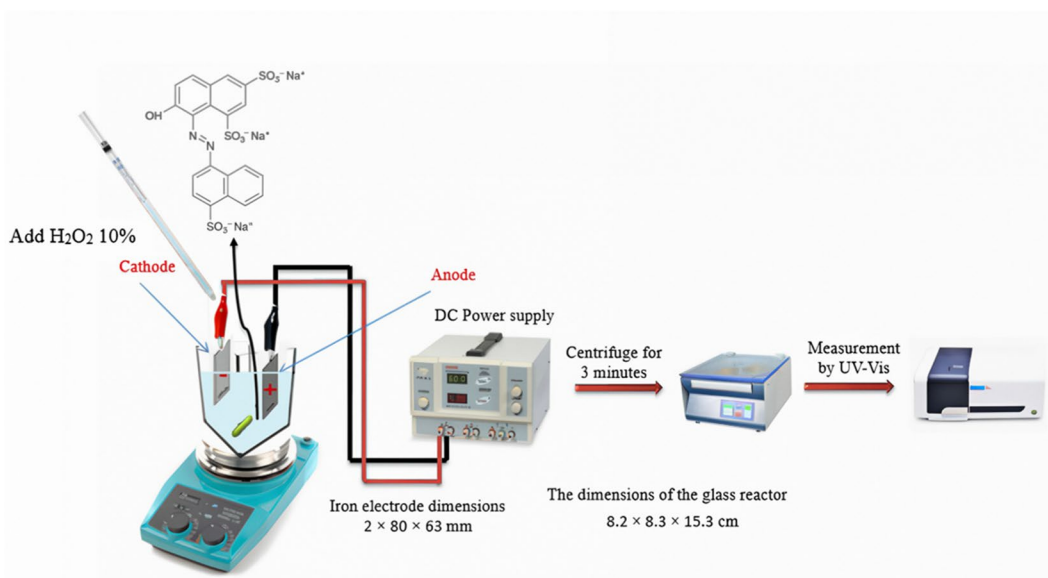 SO₃⁻ Na⁺
OH
SO₃⁻ Na⁺
N
N
SO₃⁻ Na⁺
Add H₂O₂ 10%
Cathode
Anode
DC Power supply
Centrifuge for
3 minutes
Measurement
by UV-Vis
-
+
Iron electrode dimensions
2 × 80 × 63 mm
The dimensions of the glass reactor
8.2 × 8.3 × 15.3 cm